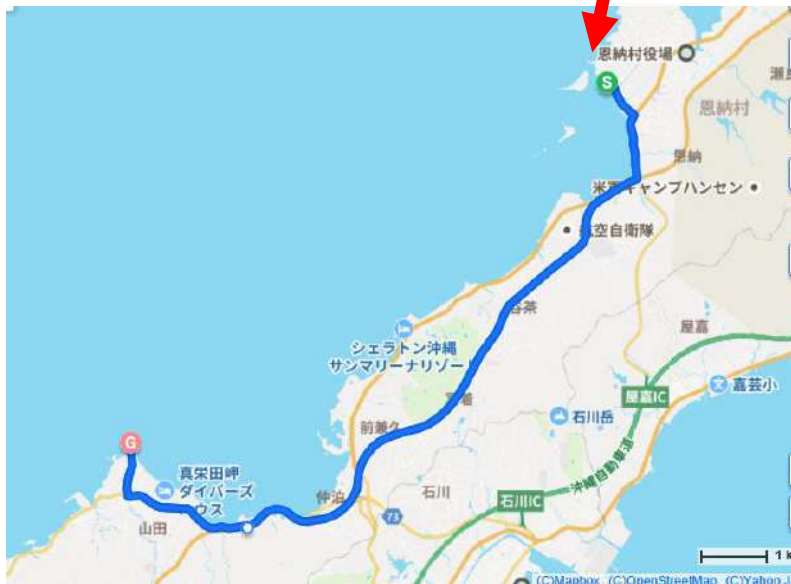 恩納村役場
S
瀬
恩納村
恩納
米軍キャンプハンセン
航空自衛隊
谷茶
屋嘉
シェラトン沖縄
サンマリーナリゾー
嘉芸小
屋嘉IC
石川岳
前兼久
沖縄自動車道
G
真栄田岬
ダイバーズ
ウス
仲泊
石川
石川IC
73
山田
1 k
(C)Mapbox (C)OpenStreetMap (C)Yahoo